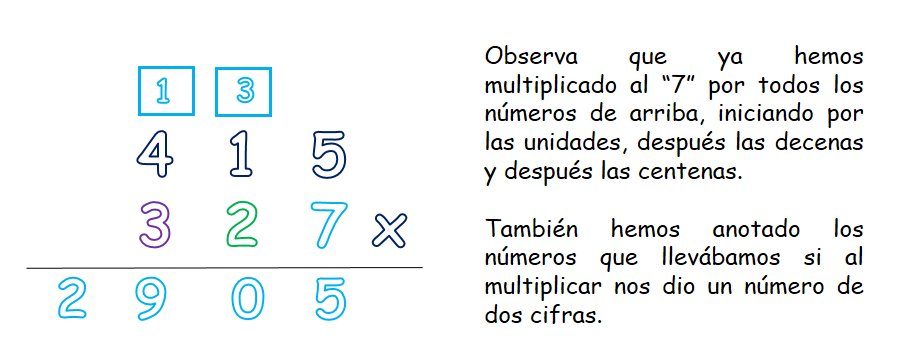 1 3
4 1 5
3 2 7 x
2 9 0 5
Observa que ya hemos
multiplicado al “7” por todos los
números de arriba, iniciando por
las unidades, después las decenas
y después las centenas.
También hemos anotado los
números que llevábamos si al
multiplicar nos dio un número de
dos cifras.